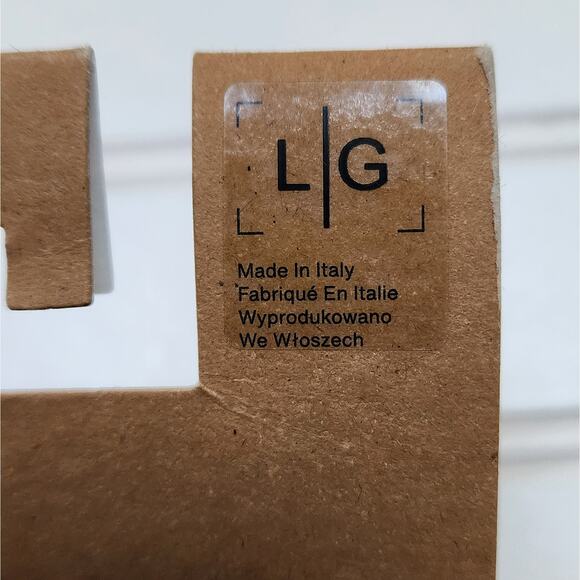 L|G
Made In Italy
Fabriqué En Italie
Wyprodukowano
We Włoszech